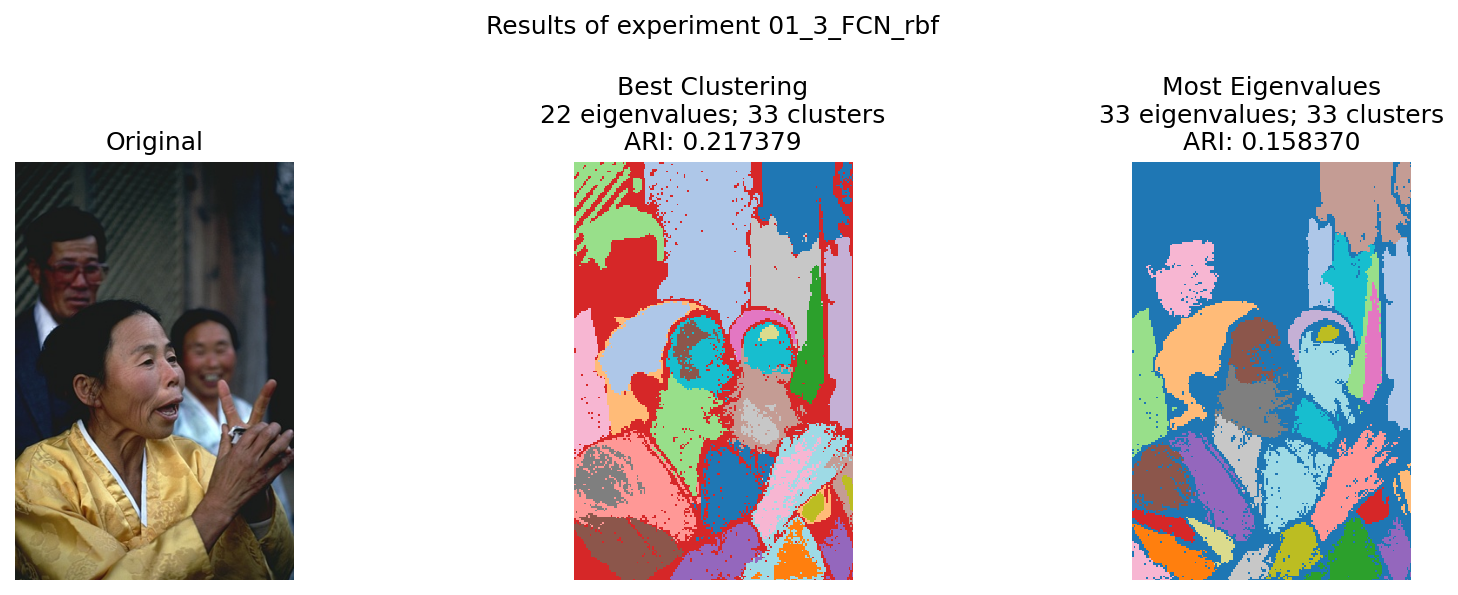 Results of experiment 01_3_FCN_rbf
Original
Best Clustering
22 eigenvalues; 33 clusters
ARI: 0.217379
Most Eigenvalues
33 eigenvalues; 33 clusters
ARI: 0.158370